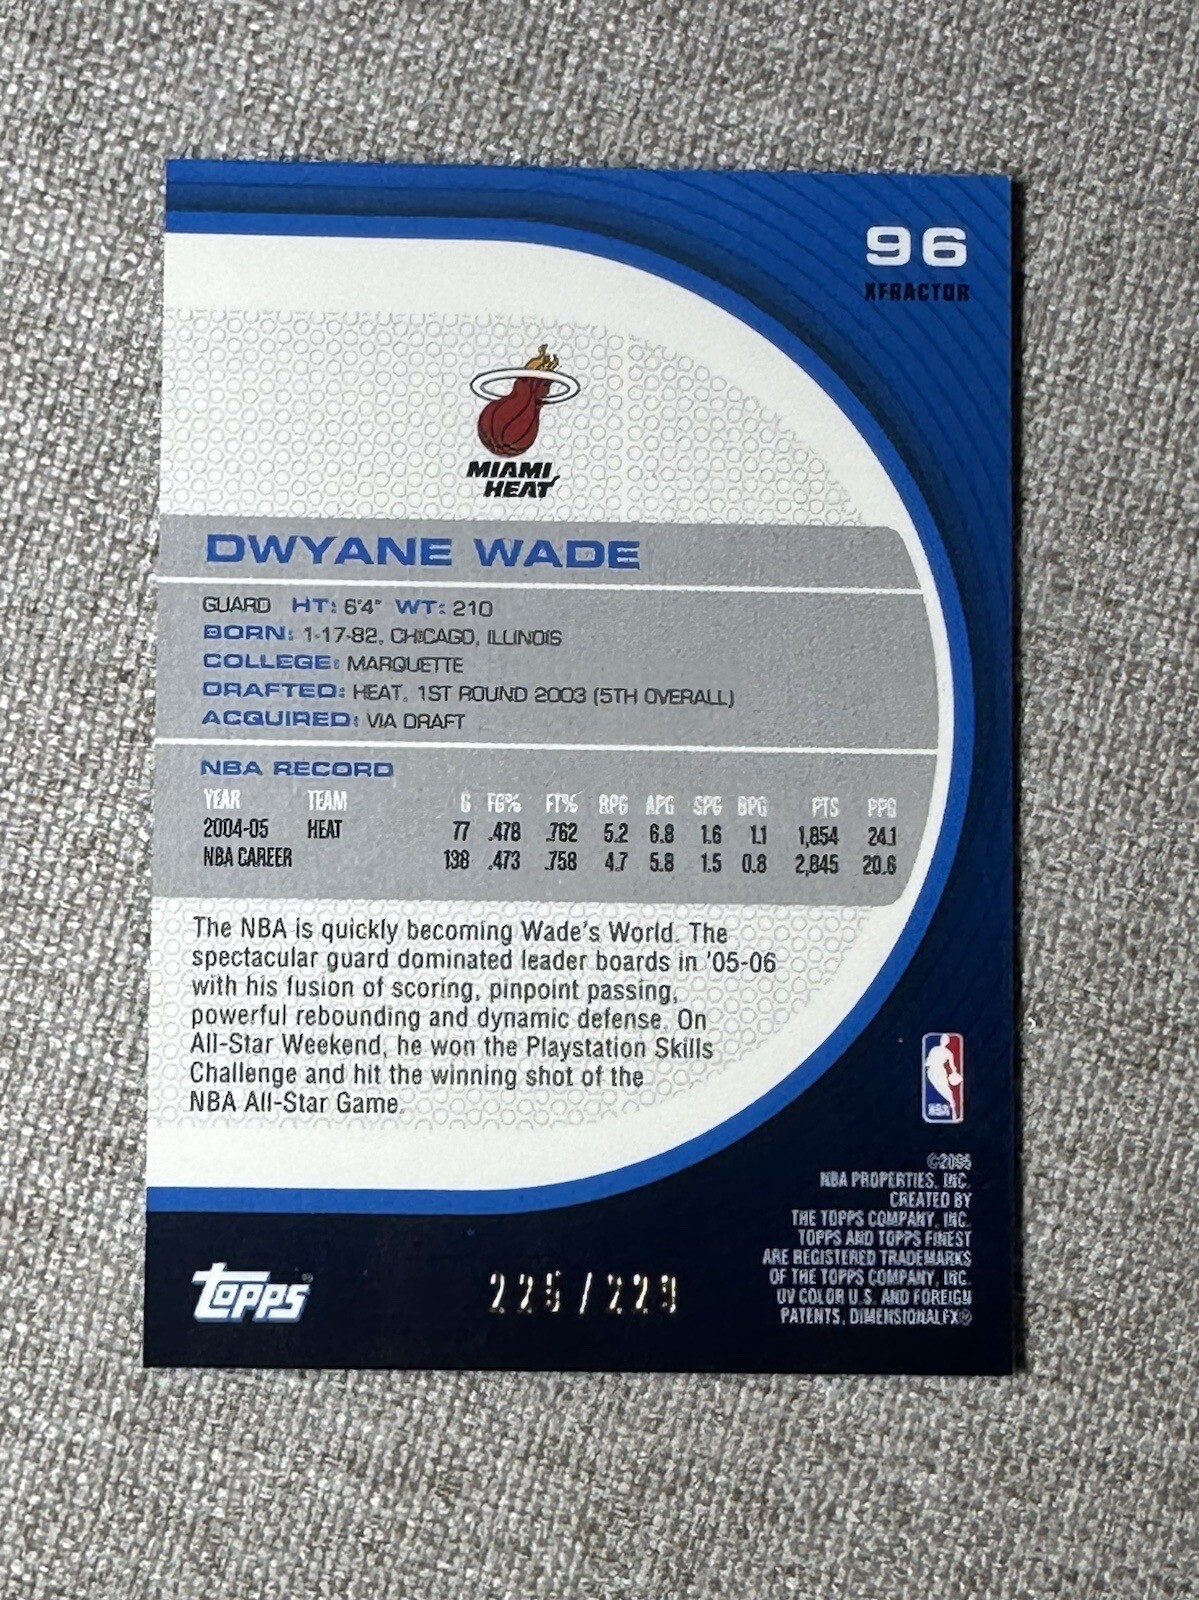 96
XFRACTOR
MIAMI
HEAT
DWYANE WADE
GUARD HT: 6'4" WT: 210
BORN: 1-17-82, CHICAGO, ILLINOIS
COLLEGE: MARQUETTE
DRAFTED: HEAT, 1ST ROUND 2003 (5TH OVERALL)
ACQUIRED: VIA DRAFT
NBA RECORD
YEAR TEAM G FG% FT% RPG APG SPG BPG PTS PPG
2004-05 HEAT 77 .478 .762 5.2 6.8 1.6 1.1 1,854 24.1
NBA CAREER 138 .473 .758 4.7 5.8 1.5 0.8 2,845 20.6
The NBA is quickly becoming Wade's World. The
spectacular guard dominated leader boards in '05-06
with his fusion of scoring, pinpoint passing,
powerful rebounding and dynamic defense. On
All-Star Weekend, he won the Playstation Skills
Challenge and hit the winning shot of the
NBA All-Star Game.
NBA
NBA PROPERTIES, INC.
CREATED BY
THE TOPPS COMPANY, INC.
TOPPS AND TOPPS FINEST
ARE REGISTERED TRADEMARKS
OF THE TOPPS COMPANY, INC.
UV COLOR U.S. AND FOREIGN
PATENTS, DIMENSIONALFX®
Topps®
225/229